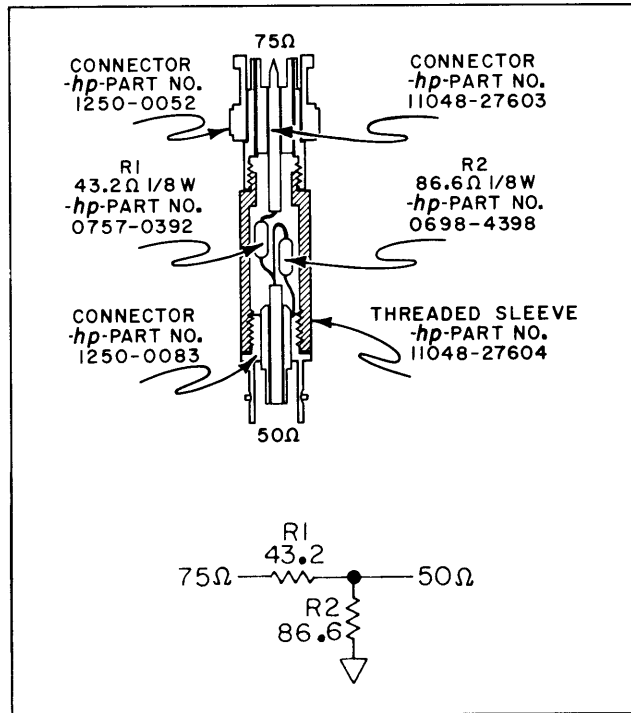 75Ω
CONNECTOR
-hp-PART NO.
1250-0052
CONNECTOR
-hp-PART NO.
11048-27603
R1
43.2Ω 1/8W
-hp-PART NO.
0757-0392
R2
86.6Ω 1/8W
-hp-PART NO.
0698-4398
CONNECTOR
-hp-PART NO.
1250-0083
THREADED SLEEVE
-hp-PART NO.
11048-27604
50Ω
R1
43.2
75Ω
50Ω
R2
86.6